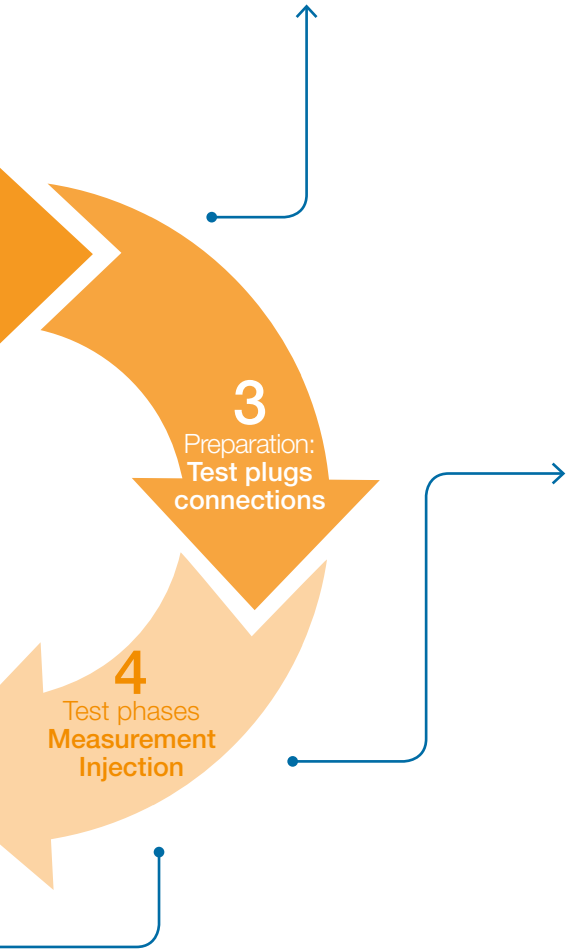 3
Preparation:
Test plugs
connections
4
Test phases
Measurement
Injection